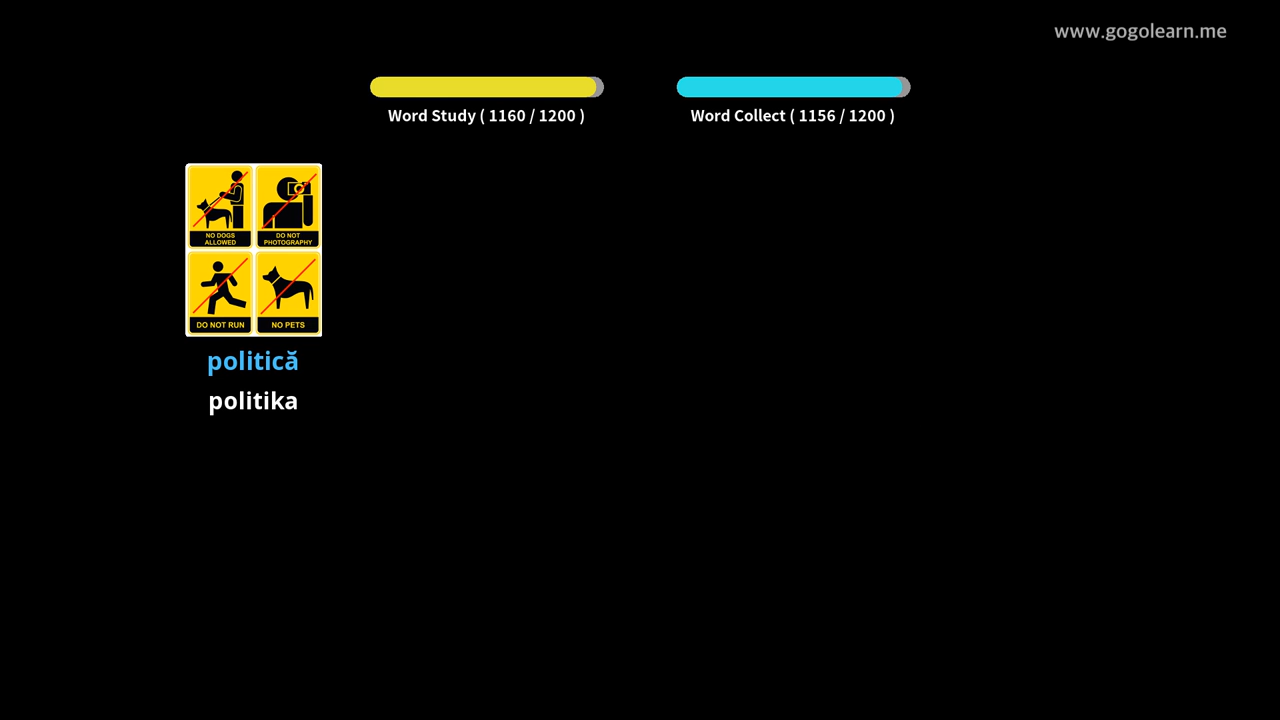 www.gogolearn.me
Word Study ( 1160 / 1200 )
Word Collect ( 1156 / 1200 )
NO DOGS
ALLOWED
DO NOT
PHOTOGRAPHY
DO NOT RUN
NO PETS
politică
politika